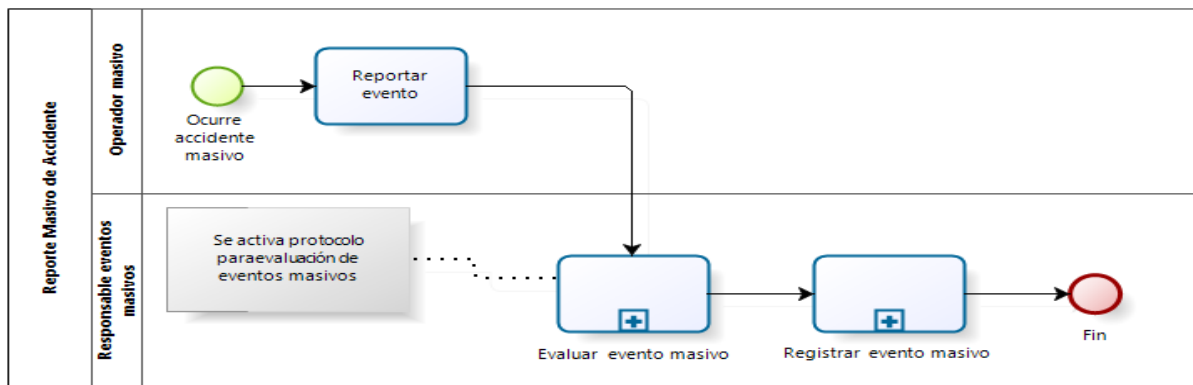 Reporte Masivo de Accidente
Operador masivo
Ocurre
accidente
masivo
Reportar
evento
Responsable eventos
masivos
Se activa protocolo
paraevaluación de
eventos masivos
Evaluar evento masivo
Registrar evento masivo
Fin